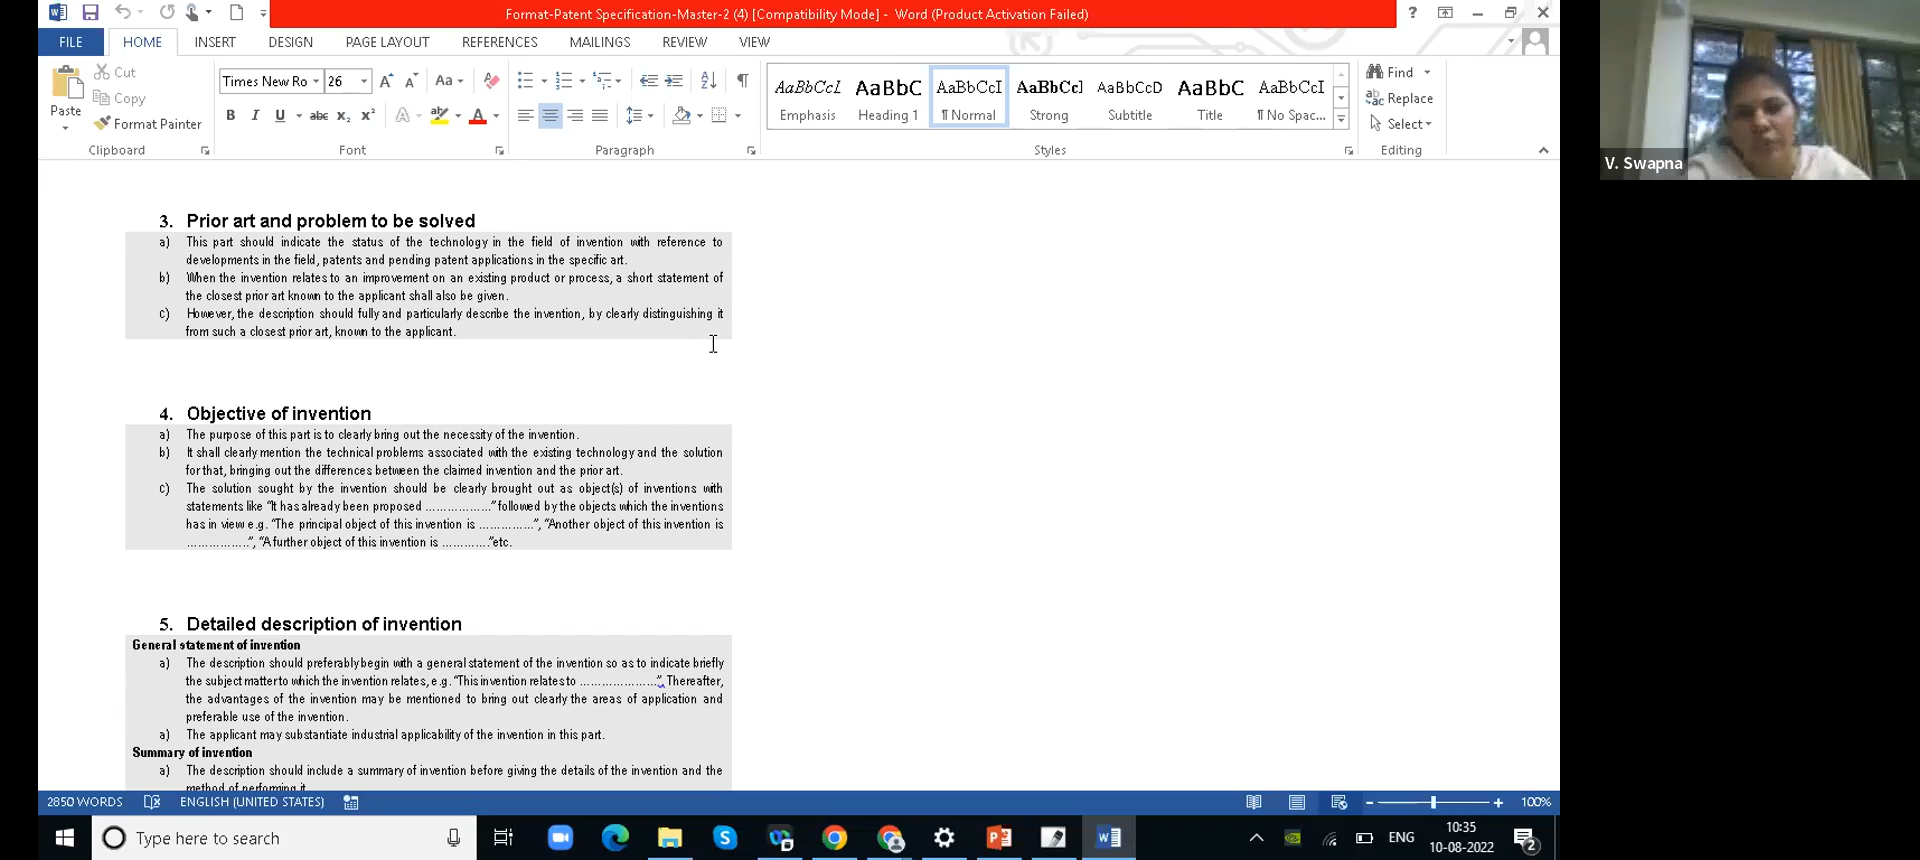 Format-Patent Specification-Master-2 (4) [Compatibility Mode] - Word (Product Activation Failed)
FILE HOME INSERT DESIGN PAGE LAYOUT REFERENCES MAILINGS REVIEW VIEW
Paste
Cut
Copy
Format Painter
Clipboard
Times New Ro 26
Font
Paragraph
AaBbCcL AaBbC AaBbCcI AaBbCcI AaBbCcD AaBbC AaBbCcI
Emphasis Heading 1 ¶ Normal Strong Subtitle Title ¶ No Spac...
Styles
Find
Replace
Select
Editing
V. Swapna
3. Prior art and problem to be solved
a) This part should indicate the status of the technology in the field of invention with reference to
developments in the field, patents and pending patent applications in the specific art.
b) When the invention relates to an improvement on an existing product or process, a short statement of
the closest prior art known to the applicant shall also be given.
c) However, the description should fully and particularly describe the invention, by clearly distinguishing it
from such a closest prior art, known to the applicant.
4. Objective of invention
a) The purpose of this part is to clearly bring out the necessity of the invention.
b) It shall clearly mention the technical problems associated with the existing technology and the solution
for that, bringing out the differences between the claimed invention and the prior art.
c) The solution sought by the invention should be clearly brought out as object(s) of inventions with
statements like “It has already been proposed ………………” followed by the objects which the inventions
has in view e.g. “The principal object of this invention is ……………”, “Another object of this invention is
……………..”, “A further object of this invention is ………….”etc.
5. Detailed description of invention
General statement of invention
a) The description should preferably begin with a general statement of the invention so as to indicate briefly
the subject matter to which the invention relates, e.g. “This invention relates to …………………”. Thereafter,
the advantages of the invention may be mentioned to bring out clearly the areas of application and
preferable use of the invention.
a) The applicant may substantiate industrial applicability of the invention in this part.
Summary of invention
a) The description should include a summary of invention before giving the details of the invention and the
method of performing it.
2850 WORDS ENGLISH (UNITED STATES) 100%
Type here to search
ENG
10:35
10-08-2022
2